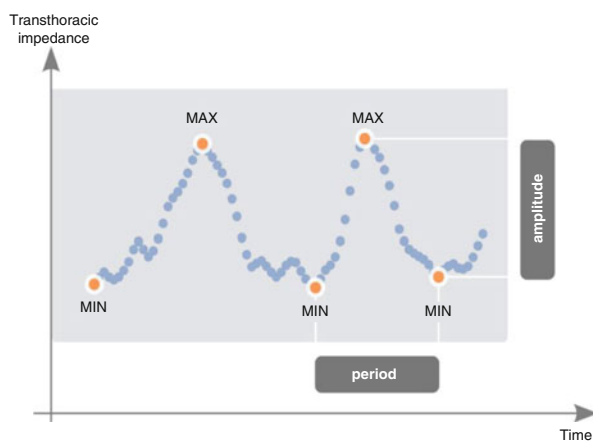 Transthoracic
impedance
MAX
MAX
amplitude
MIN
MIN
MIN
period
Time